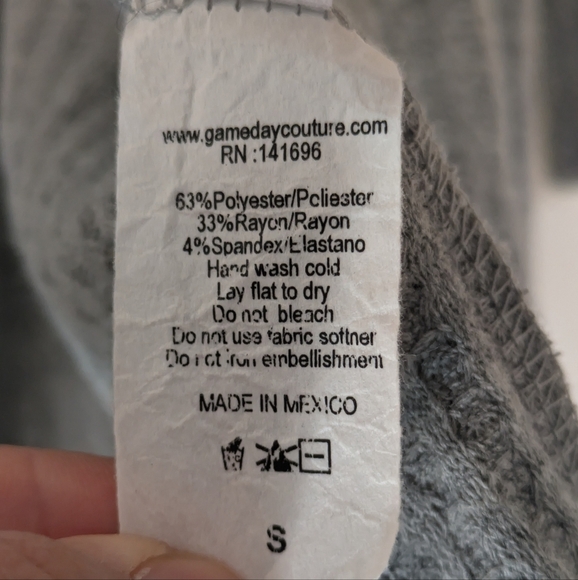 www.gamedaycouture.com
RN :141696
63%Polyester/Poliester
33%Rayon/Rayon
4%Spandex/Elastano
Hand wash cold
Lay flat to dry
Do not bleach
Do not use fabric softner
Do not iron embellishment
MADE IN MEXICO
S